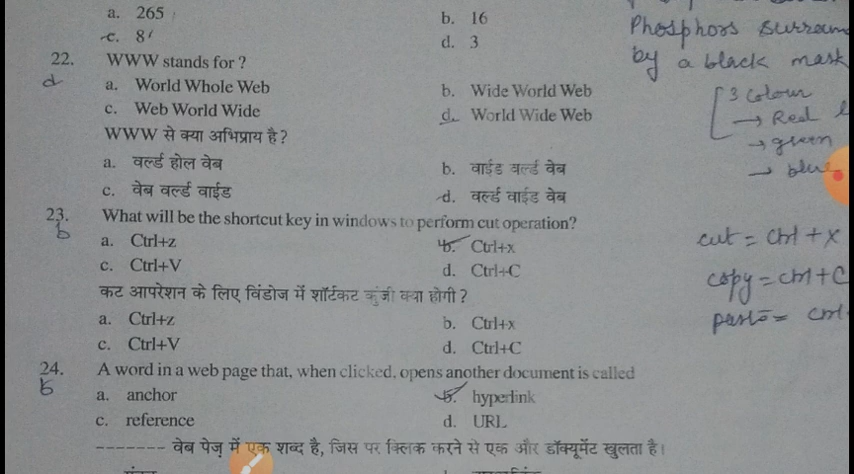 a. 265 b. 16
c. 8 d. 3
22. WWW stands for ?
d
a. World Whole Web b. Wide World Web
c. Web World Wide d. World Wide Web
WWW से क्या अभिप्राय है?
a. वर्ल्ड होल वेब b. वाईड वर्ल्ड वेब
c. वेब वर्ल्ड वाईड d. वर्ल्ड वाईड वेब
23. What will be the shortcut key in windows to perform cut operation?
b
a. Ctrl+z b. Ctrl+x
c. Ctrl+V d. Ctrl+C
कट आपरेशन के लिए विंडोज में शॉर्टकट कुंजी क्या होगी?
a. Ctrl+z b. Ctrl+x
c. Ctrl+V d. Ctrl+C
24. A word in a web page that, when clicked, opens another document is called
b
a. anchor b. hyperlink
c. reference d. URL
------- वेब पेज में एक शब्द है, जिस पर क्लिक करने से एक और डॉक्यूमेंट खुलता है।
Phosphors
by a black mask
3 colour
→ Red
→ green
→ blue
cut = ctrl + x
copy = ctrl + C
paste =